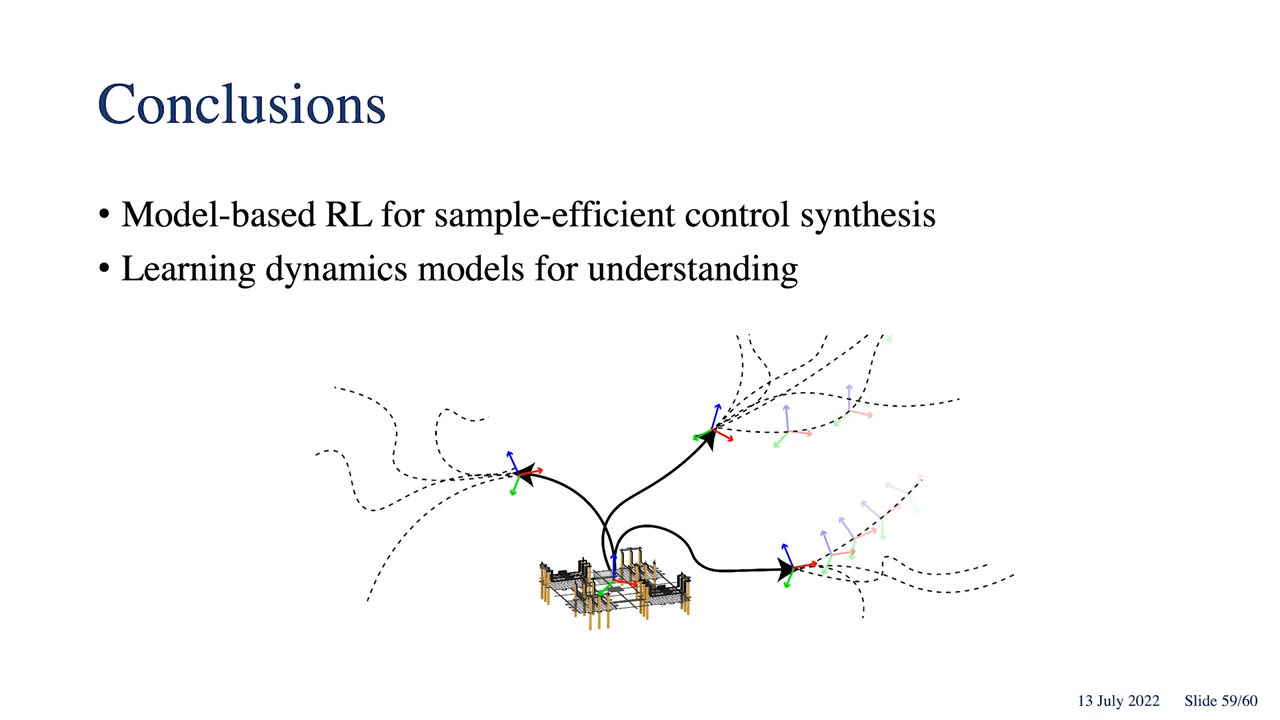 Conclusions
• Model-based RL for sample-efficient control synthesis
• Learning dynamics models for understanding
13 July 2022 Slide 59/60